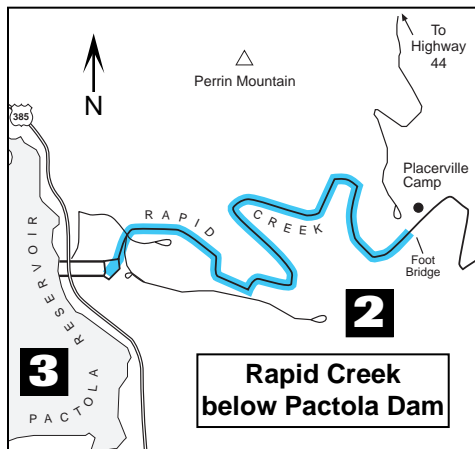 To
Highway
44
Perrin Mountain
N
385
Placerville
Camp
RAPID CREEK
Foot
Bridge
2
3
PACTOLA RESERVOIR
Rapid Creek
below Pactola Dam